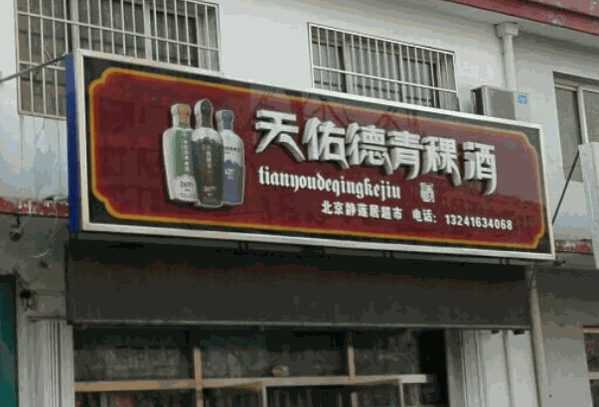 天佑德青稞酒
tianyoudeqingkejiu
北京静莲居超市 电话：13241634068